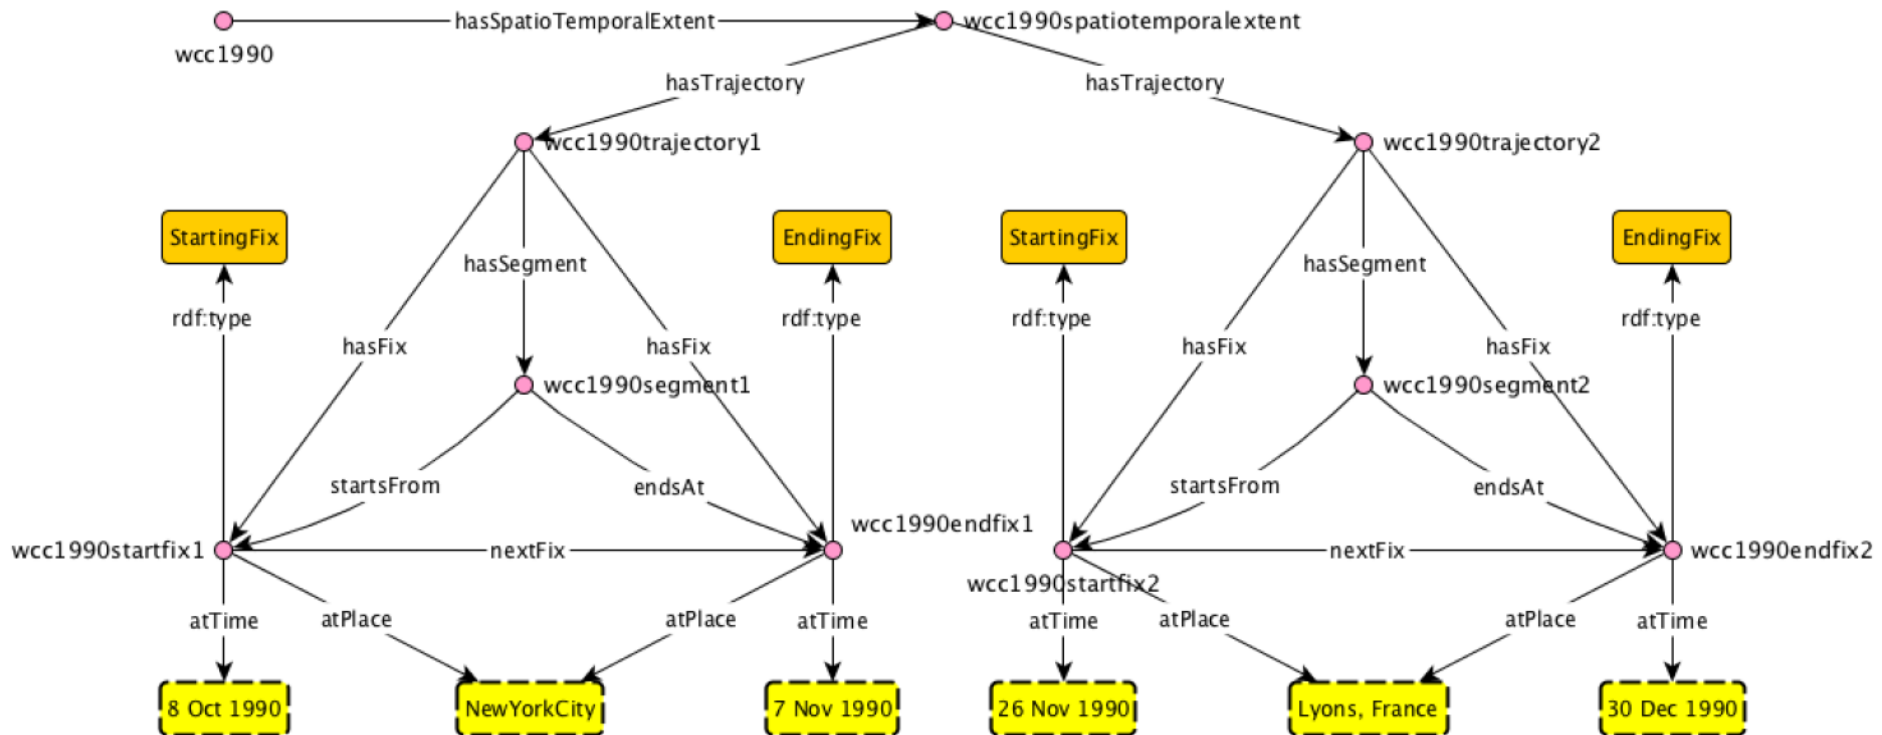 hasSpatioTemporalExtent
wcc1990spatiotemporalextent
wcc1990
hasTrajectory
hasTrajectory
wcc1990trajectory1
wcc1990trajectory2
StartingFix
EndingFix
StartingFix
EndingFix
hasSegment
hasSegment
rdf:type
rdf:type
rdf:type
rdf:type
hasFix
hasFix
hasFix
hasFix
wcc1990segment1
wcc1990segment2
startsFrom
endsAt
startsFrom
endsAt
wcc1990endfix1
wcc1990startfix1
nextFix
nextFix
wcc1990endfix2
wcc1990startfix2
atTime
atPlace
atPlace
atTime
atTime
atPlace
atPlace
atTime
8 Oct 1990
NewYorkCity
7 Nov 1990
26 Nov 1990
Lyons, France
30 Dec 1990